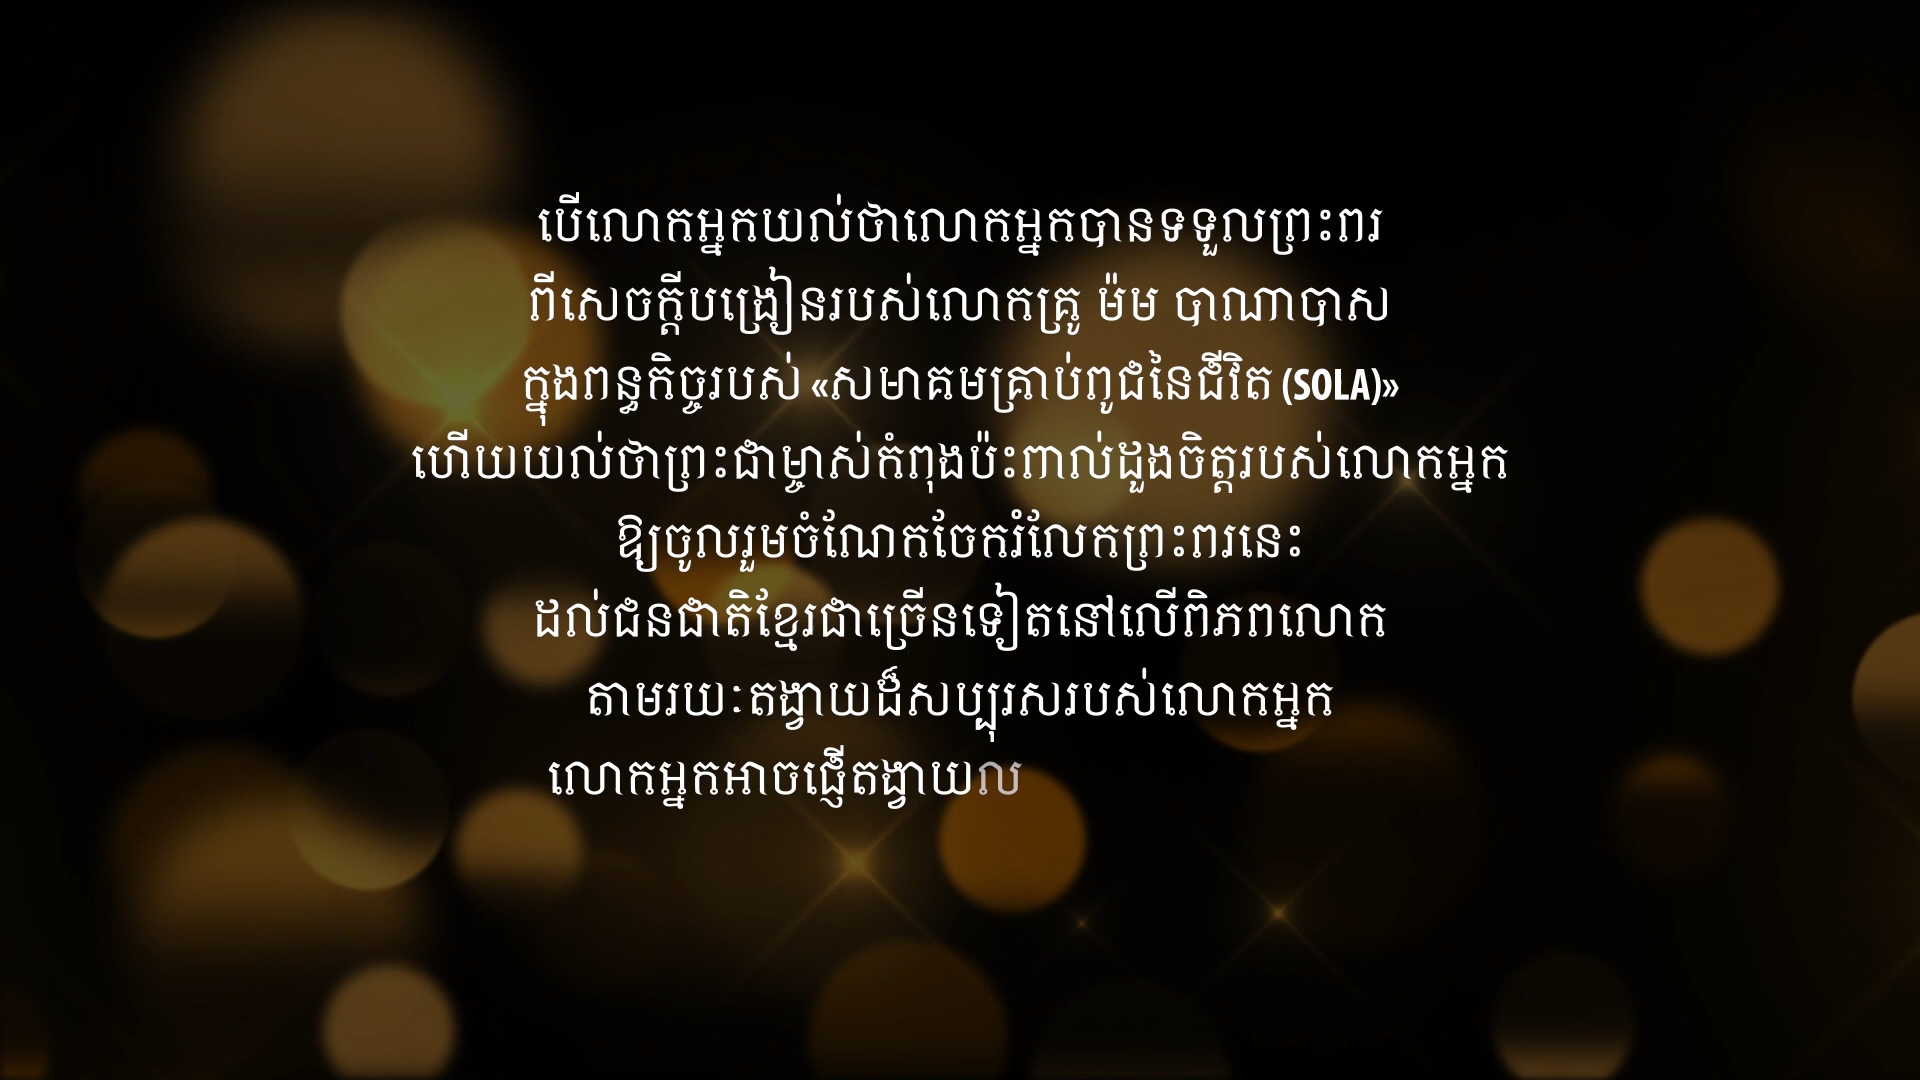 បើលោកអ្នកយល់ថាលោកអ្នកបានទទួលព្រះពរ
ពីសេចក្តីបង្រៀនរបស់លោកគ្រូ ម៉ម បាណាបាស
ក្នុងពន្ធកិច្ចរបស់ «សមាគមគ្រាប់ពូជនៃជីវិត (SOLA)»
ហើយយល់ថាព្រះជាម្ចាស់កំពុងប៉ះពាល់ដួងចិត្តរបស់លោកអ្នក
ឱ្យចូលរួមចំណែកចែករំលែកព្រះពរនេះ
ដល់ជនជាតិខ្មែរជាច្រើនទៀតនៅលើពិភពលោក
តាមរយៈតង្វាយដ៏សប្បុរសរបស់លោកអ្នក
លោកអ្នកអាចផ្ញើតង្វាយល